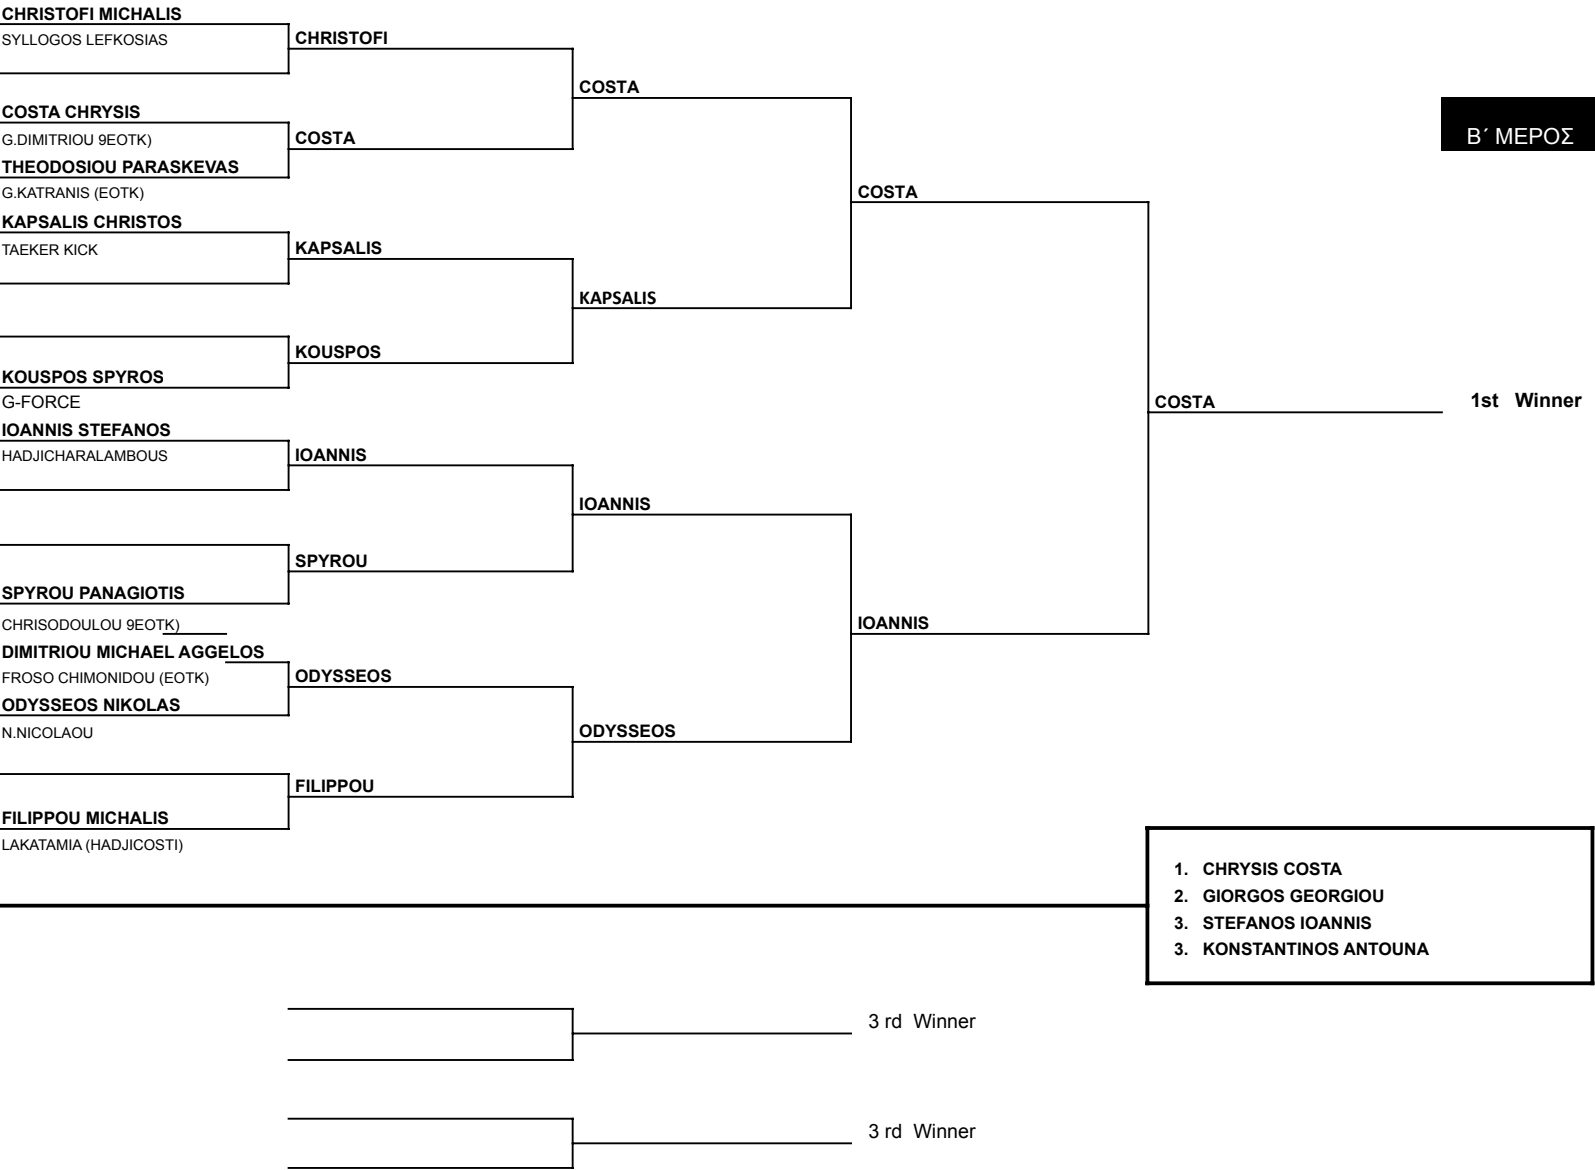 CHRISTOFI MICHALIS
SYLLOGOS LEFKOSIAS
CHRISTOFI
COSTA
COSTA CHRYSIS
G.DIMITRIOU 9EOTK)
COSTA
Β΄ ΜΕΡΟΣ
THEODOSIOU PARASKEVAS
G.KATRANIS (EOTK)
COSTA
KAPSALIS CHRISTOS
TAEKER KICK
KAPSALIS
KAPSALIS
KOUSPOS
KOUSPOS SPYROS
G-FORCE
COSTA
1st Winner
IOANNIS STEFANOS
HADJICHARALAMBOUS
IOANNIS
IOANNIS
SPYROU
SPYROU PANAGIOTIS
CHRISODOULOU 9EOTK)
IOANNIS
DIMITRIOU MICHAEL AGGELOS
FROSO CHIMONIDOU (EOTK)
ODYSSEOS
ODYSSEOS NIKOLAS
N.NICOLAOU
ODYSSEOS
FILIPPOU
FILIPPOU MICHALIS
LAKATAMIA (HADJICOSTI)
1. CHRYSIS COSTA
2. GIORGOS GEORGIOU
3. STEFANOS IOANNIS
3. KONSTANTINOS ANTOUNA
3 rd Winner
3 rd Winner